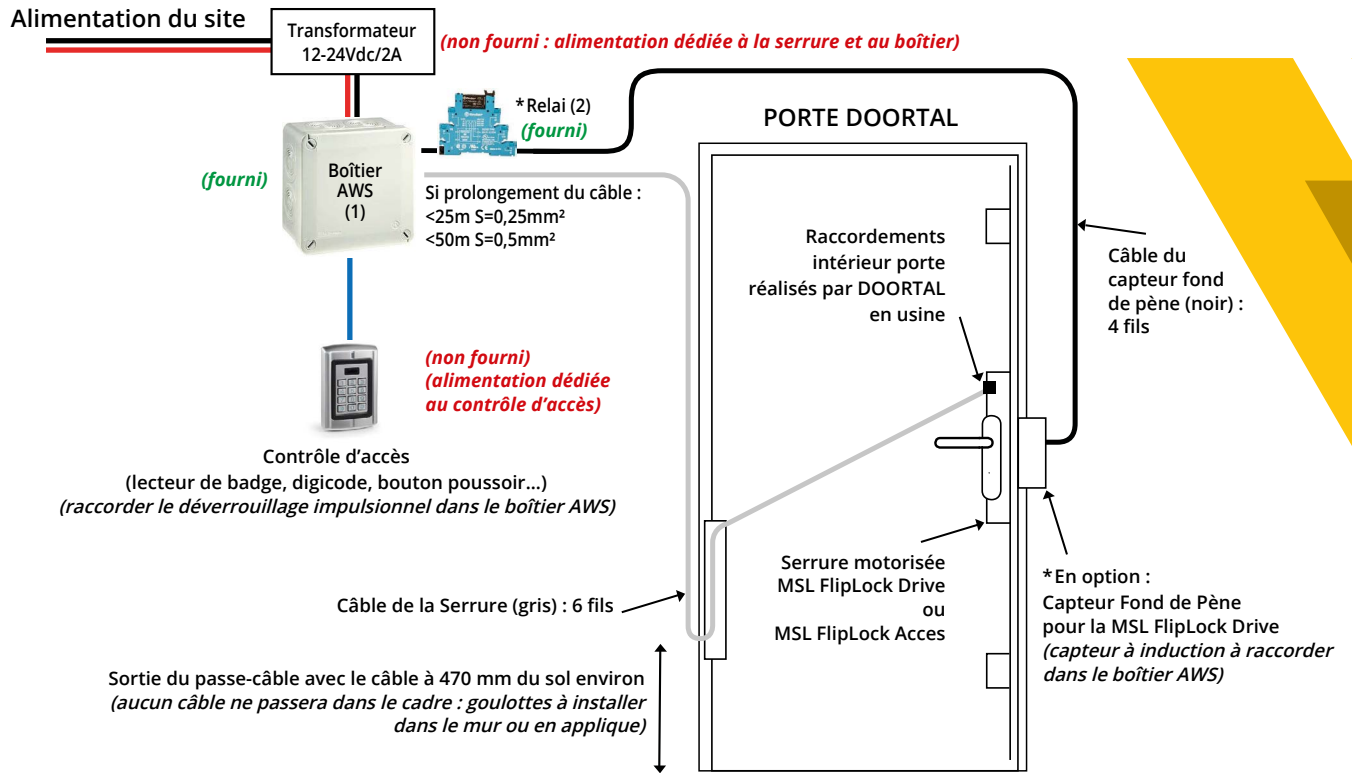 Alimentation du site
Transformateur
12-24Vdc/2A
(non fourni : alimentation dédiée à la serrure et au boîtier)
*Relai (2)
(fourni)
PORTE DOORTAL
(fourni)
Boîtier
AWS
(1)
Si prolongement du câble :
<25m S=0,25mm²
<50m S=0,5mm²
Raccordements
intérieur porte
réalisés par DOORTAL
en usine
Câble du
capteur fond
de pène (noir) :
4 fils
(non fourni)
(alimentation dédiée
au contrôle d’accès)
Contrôle d’accès
(lecteur de badge, digicode, bouton poussoir...)
(raccorder le déverrouillage impulsionnel dans le boîtier AWS)
Serrure motorisée
MSL FlipLock Drive
ou
MSL FlipLock Acces
*En option :
Capteur Fond de Pène
pour la MSL FlipLock Drive
(capteur à induction à raccorder
dans le boîtier AWS)
Câble de la Serrure (gris) : 6 fils
Sortie du passe-câble avec le câble à 470 mm du sol environ
(aucun câble ne passera dans le cadre : goulottes à installer
dans le mur ou en applique)